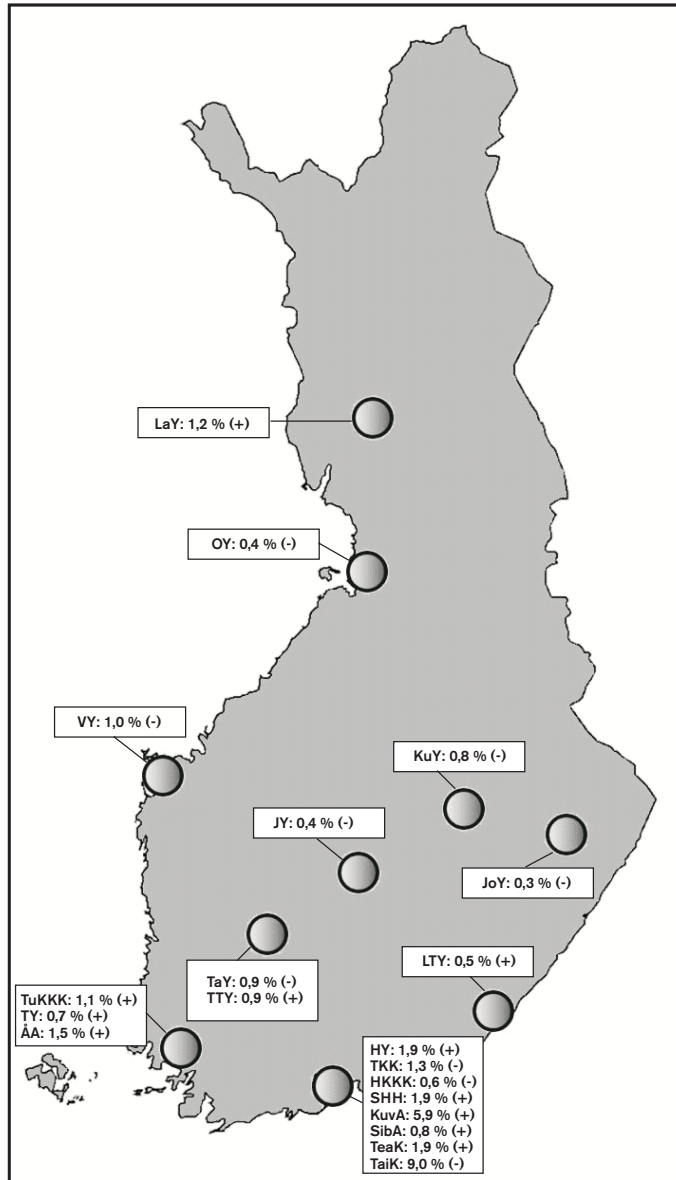 LaY: 1,2 % (+)
OY: 0,4 % (-)
VY: 1,0 % (-)
KuY: 0,8 % (-)
JY: 0,4 % (-)
JoY: 0,3 % (-)
LTY: 0,5 % (+)
TaY: 0,9 % (-)
TTY: 0,9 % (+)
TuKKK: 1,1 % (+)
TY: 0,7 % (+)
ÅA: 1,5 % (+)
HY: 1,9 % (+)
TKK: 1,3 % (-)
HKKK: 0,6 % (-)
SHH: 1,9 % (+)
KuvA: 5,9 % (+)
SibA: 0,8 % (+)
TeaK: 1,9 % (+)
TaiK: 9,0 % (-)